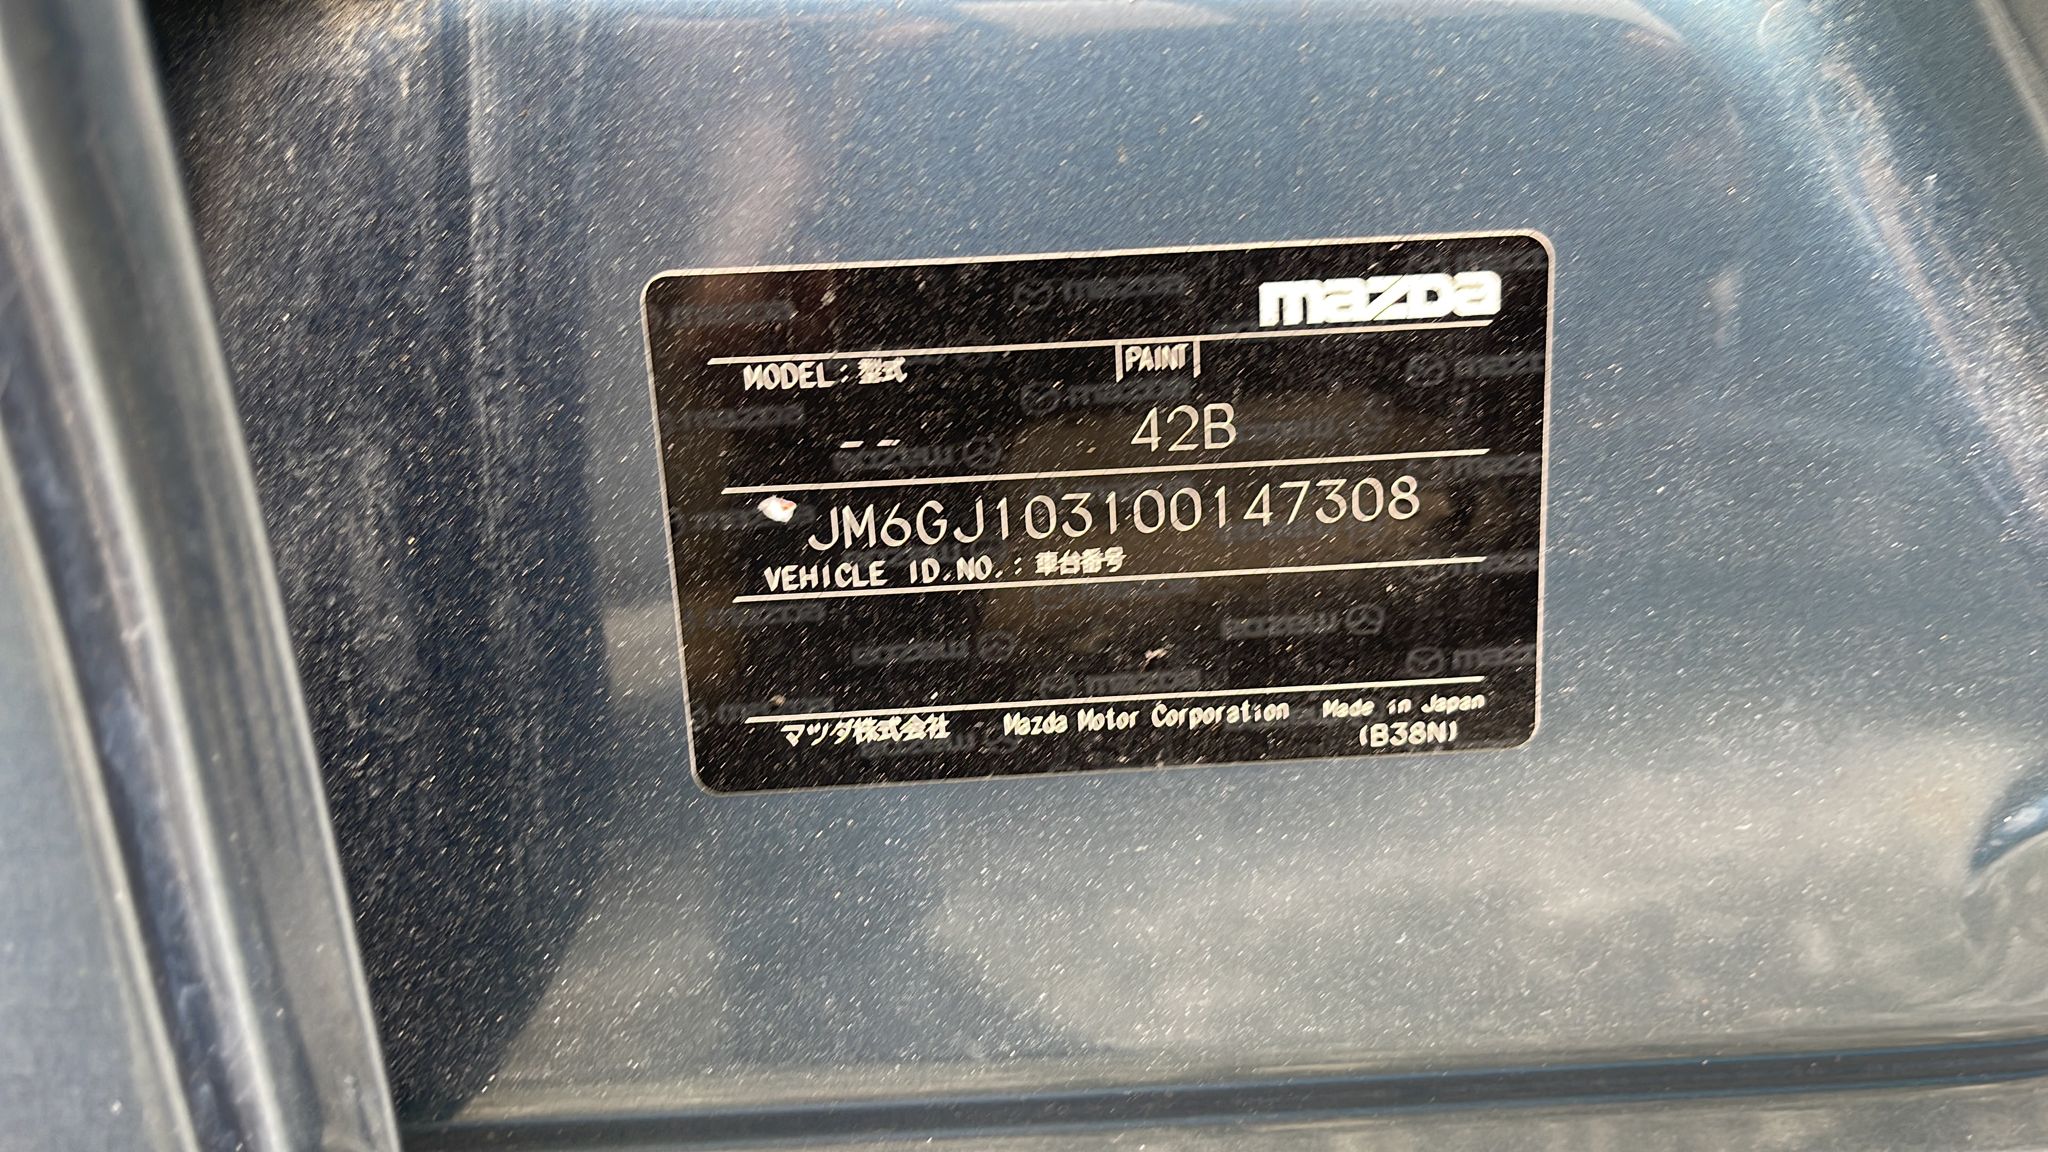 mazda
MODEL : 型式
PAINT
-- 42B
JM6GJ103100147308
VEHICLE ID.NO. : 車台番号
マツダ株式会社 Mazda Motor Corporation Made in Japan
(B38N)